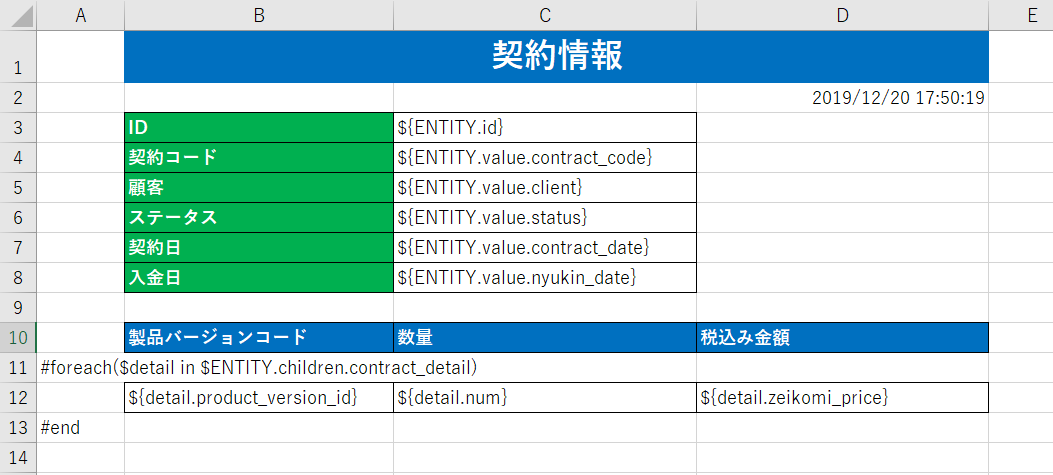 A B C D E
1 契約情報
2 2019/12/20 17:50:19
3 ID ${ENTITY.id}
4 契約コード ${ENTITY.value.contract_code}
5 顧客 ${ENTITY.value.client}
6 ステータス ${ENTITY.value.status}
7 契約日 ${ENTITY.value.contract_date}
8 入金日 ${ENTITY.value.nyukin_date}
9
10 製品バージョンコード 数量 税込み金額
11 #foreach($detail in $ENTITY.children.contract_detail)
12 ${detail.product_version_id} ${detail.num} ${detail.zeikomi_price}
13 #end
14